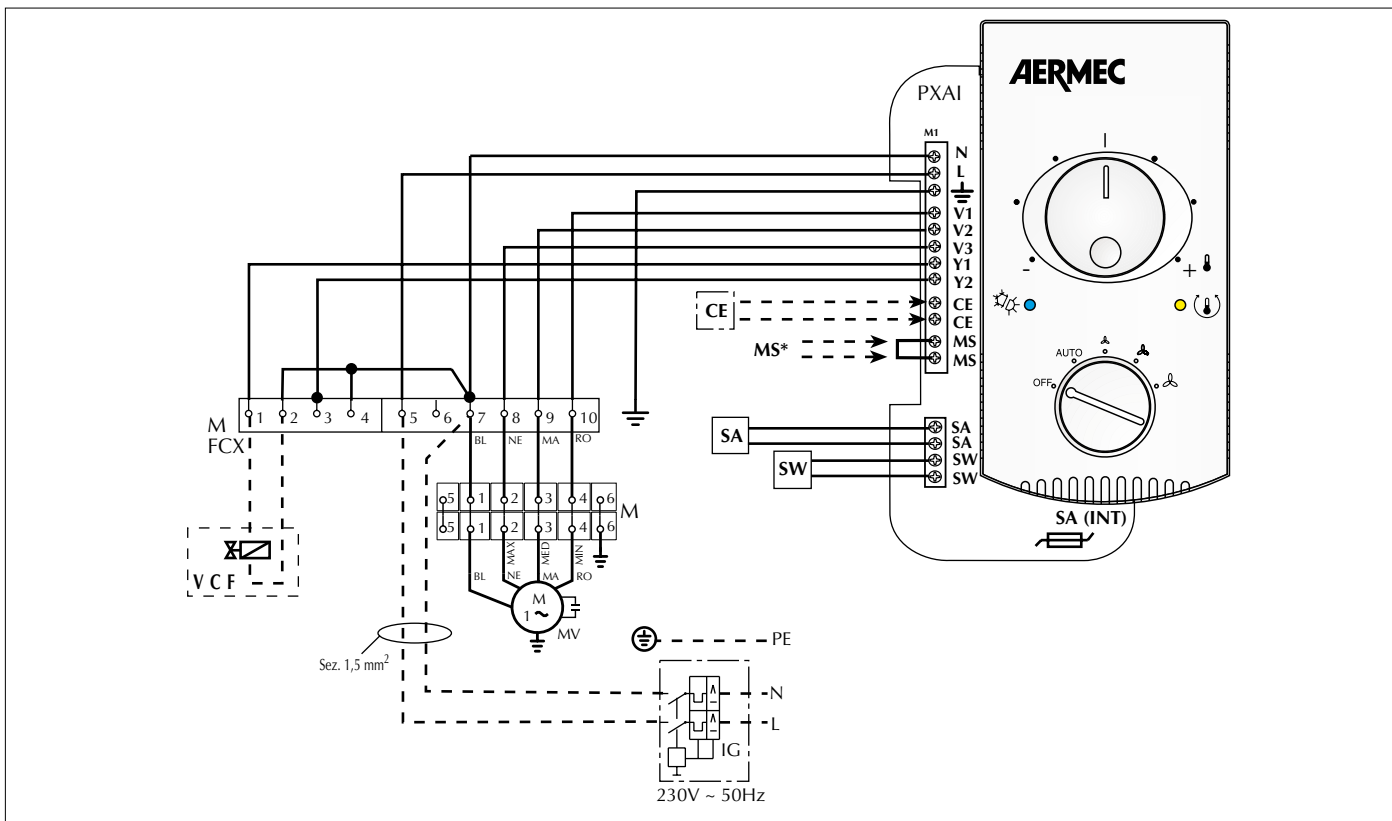 AERMEC
PXAI
M1
N
L
V1
V2
V3
Y1
Y2
CE
CE
CE
MS*
MS
MS
- +
AUTO
OFF
M
FCX
1 2 3 4 5 6 7 8 9 10
BL NE MA RO
SA
SA
SA
SW
SW
SW
SA (INT)
5 1 2 3 4 6
M
5 1 2 3 4 6
MAX MED MIN
BL NE MA RO
VCF
M
1 ~
MV
Sez. 1,5 mm²
PE
N
L
IG
230V ~ 50Hz